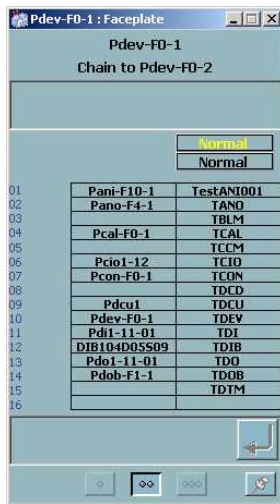 Pdev-F0-1 : Faceplate
Pdev-F0-1
Chain to Pdev-F0-2
Normal
Normal
01 Pani-F10-1 TestANI001
02 Pano-F4-1 TANO
03 TBLM
04 Pcal-F0-1 TCAL
05 TCCM
06 Pcio1-12 TCIO
07 Pcon-F0-1 TCON
08 TDCD
09 Pdcu1 TDCU
10 Pdev-F0-1 TDEV
11 Pdi1-11-01 TDI
12 DIB104D05S09 TDIB
13 Pdo1-11-01 TDO
14 Pdob-F1-1 TDOB
15 TDTM
16